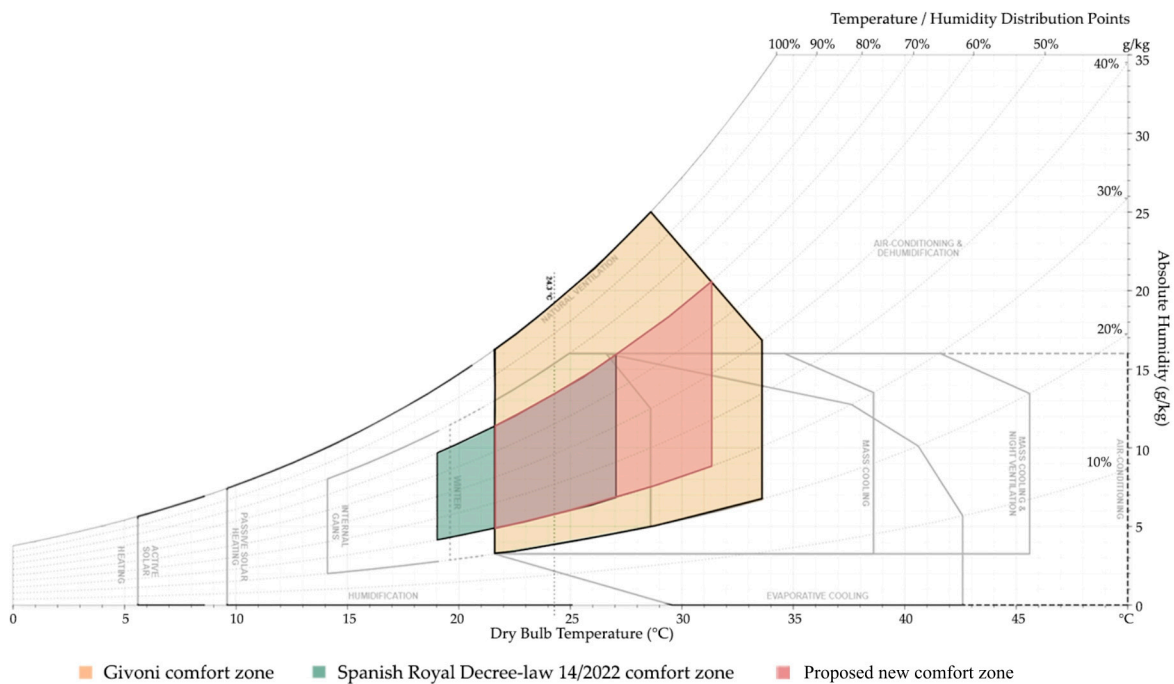 Temperature / Humidity Distribution Points
100% 90% 80% 70% 60% 50% g/kg
40% 35
30
30%
25
AIR-CONDITIONING &
DEHUMIDIFICATION
NATURAL VENTILATION
24.3 °C
20
20%
15
10
10%
5
0
Absolute Humidity (g/kg)
HEATING
ACTIVE
SOLAR
PASSIVE SOLAR
HEATING
INTERNAL
GAINS
WINTER
MASS COOLING
MASS COOLING &
NIGHT VENTILATION
AIR-CONDITIONING
HUMIDIFICATION
EVAPORATIVE COOLING
0 5 10 15 20 25 30 35 40 45 °C
Dry Bulb Temperature (°C)
Givoni comfort zone
Spanish Royal Decree-law 14/2022 comfort zone
Proposed new comfort zone